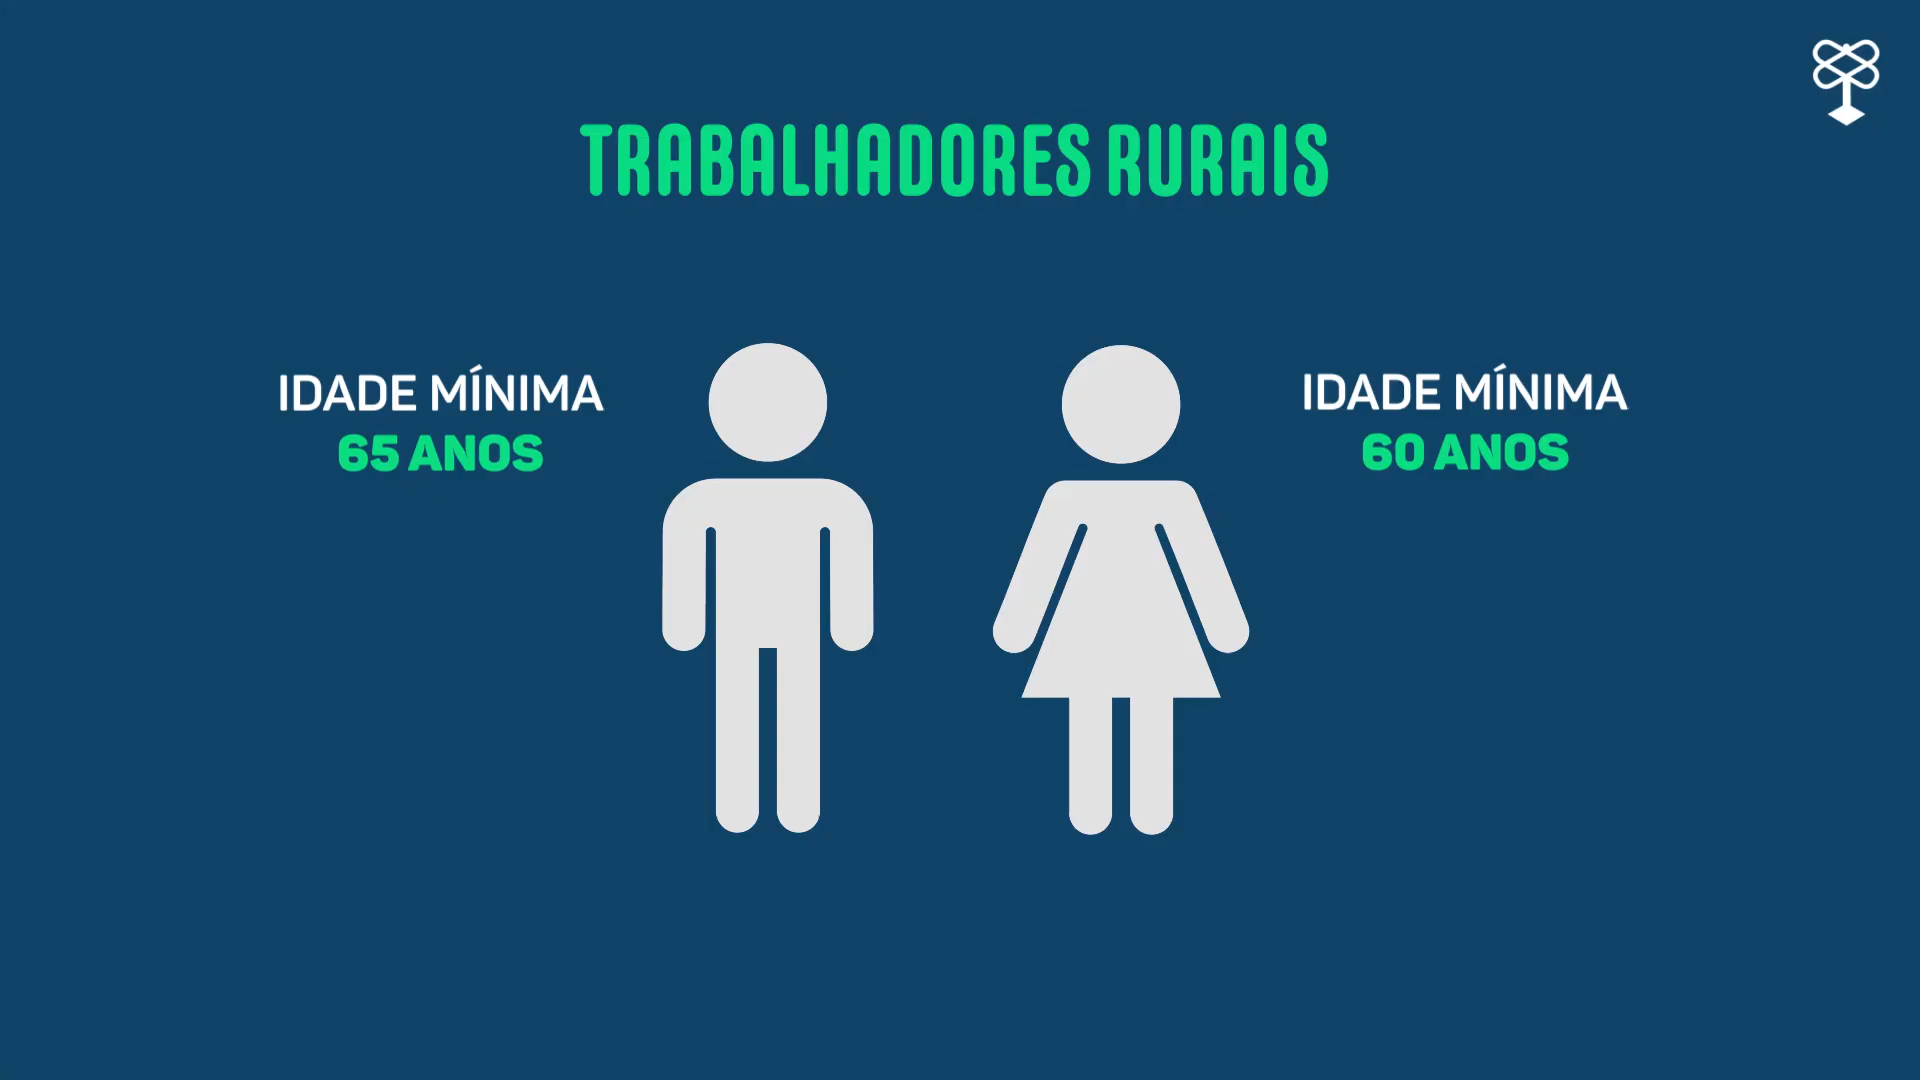 TRABALHADORES RURAIS
IDADE MÍNIMA
65 ANOS
IDADE MÍNIMA
60 ANOS